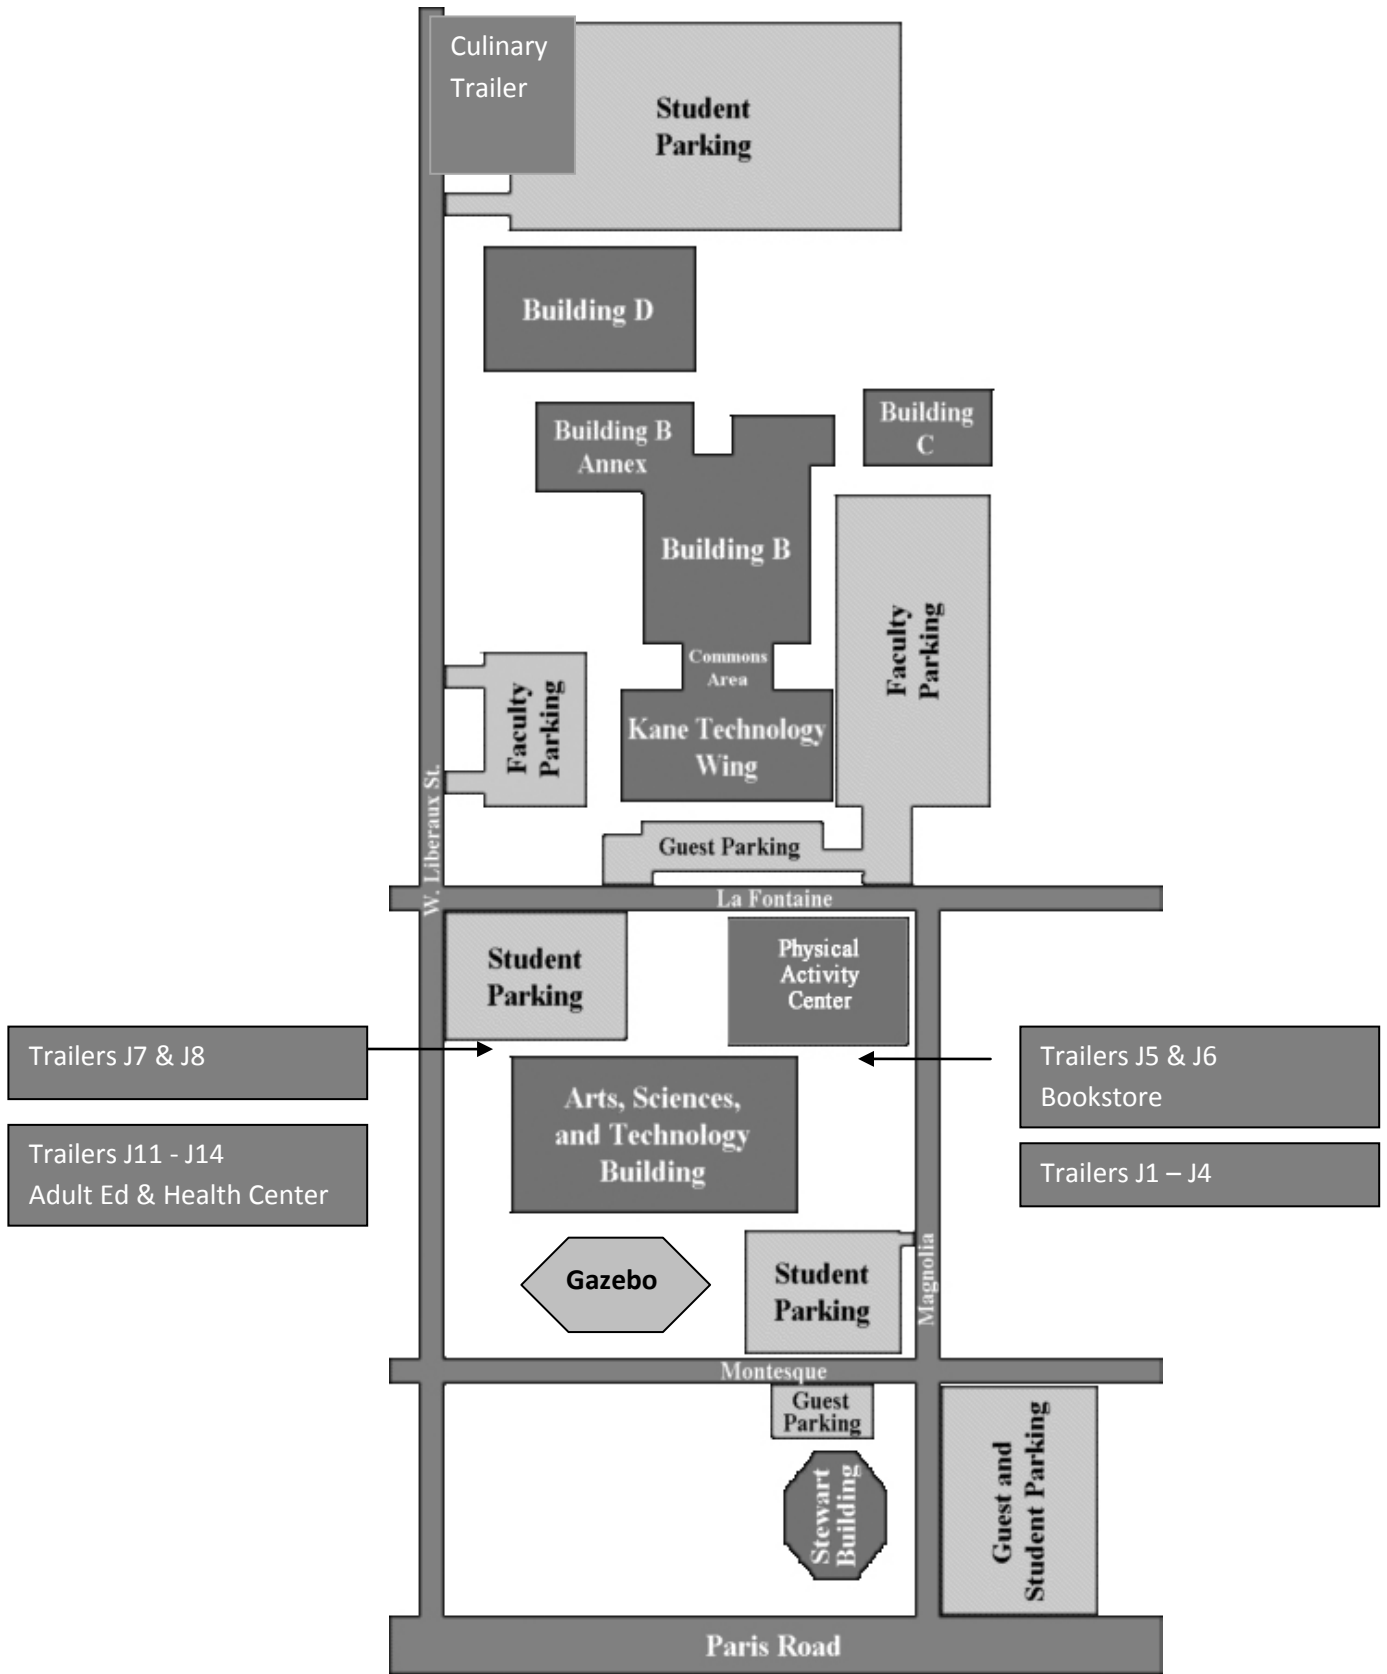 Culinary
Trailer
Student
Parking
Building D
Building B
Annex
Building
C
Building B
Faculty
Parking
Commons
Area
Faculty
Parking
Kane Technology
Wing
W. Liberaux St.
Guest Parking
La Fontaine
Student
Parking
Physical
Activity
Center
Trailers J7 & J8
Trailers J5 & J6
Bookstore
Arts, Sciences,
and Technology
Building
Trailers J11 - J14
Adult Ed & Health Center
Trailers J1 – J4
Gazebo
Student
Parking
Magnolia
Montesque
Guest
Parking
Stewart
Building
Guest and
Student Parking
Paris Road